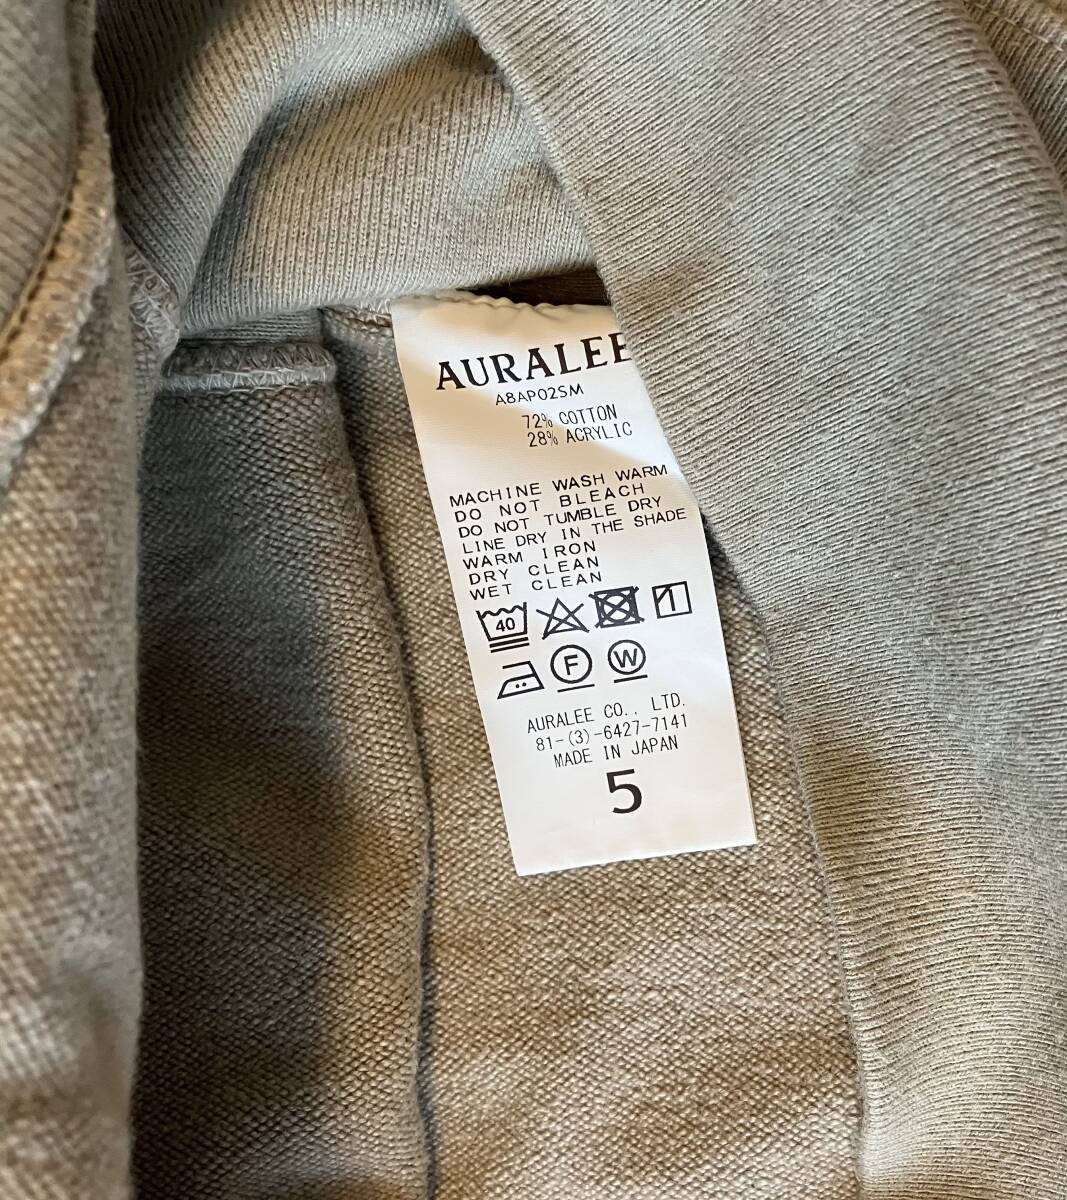 AURALEE
A8AP02SM
72% COTTON
28% ACRYLIC
MACHINE WASH WARM
DO NOT BLEACH
DO NOT TUMBLE DRY
LINE DRY IN THE SHADE
WARM IRON
DRY CLEAN
WET CLEAN
40
F W
AURALEE CO., LTD.
81-(3)-6427-7141
MADE IN JAPAN
5